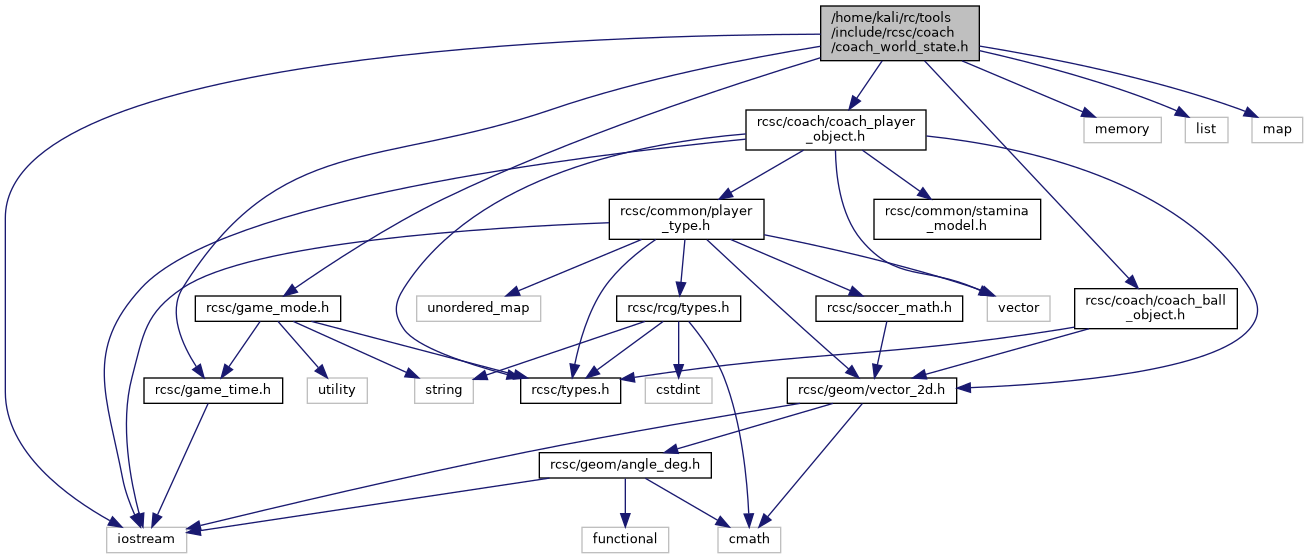 /home/kali/rc/tools
/include/rcsc/coach
/coach_world_state.h
rcsc/coach/coach_player
_object.h
memory
list
map
rcsc/common/player
_type.h
rcsc/common/stamina
_model.h
rcsc/game_mode.h
unordered_map
rcsc/rcg/types.h
rcsc/soccer_math.h
vector
rcsc/coach/coach_ball
_object.h
rcsc/game_time.h
utility
string
rcsc/types.h
cstdint
rcsc/geom/vector_2d.h
rcsc/geom/angle_deg.h
iostream
functional
cmath